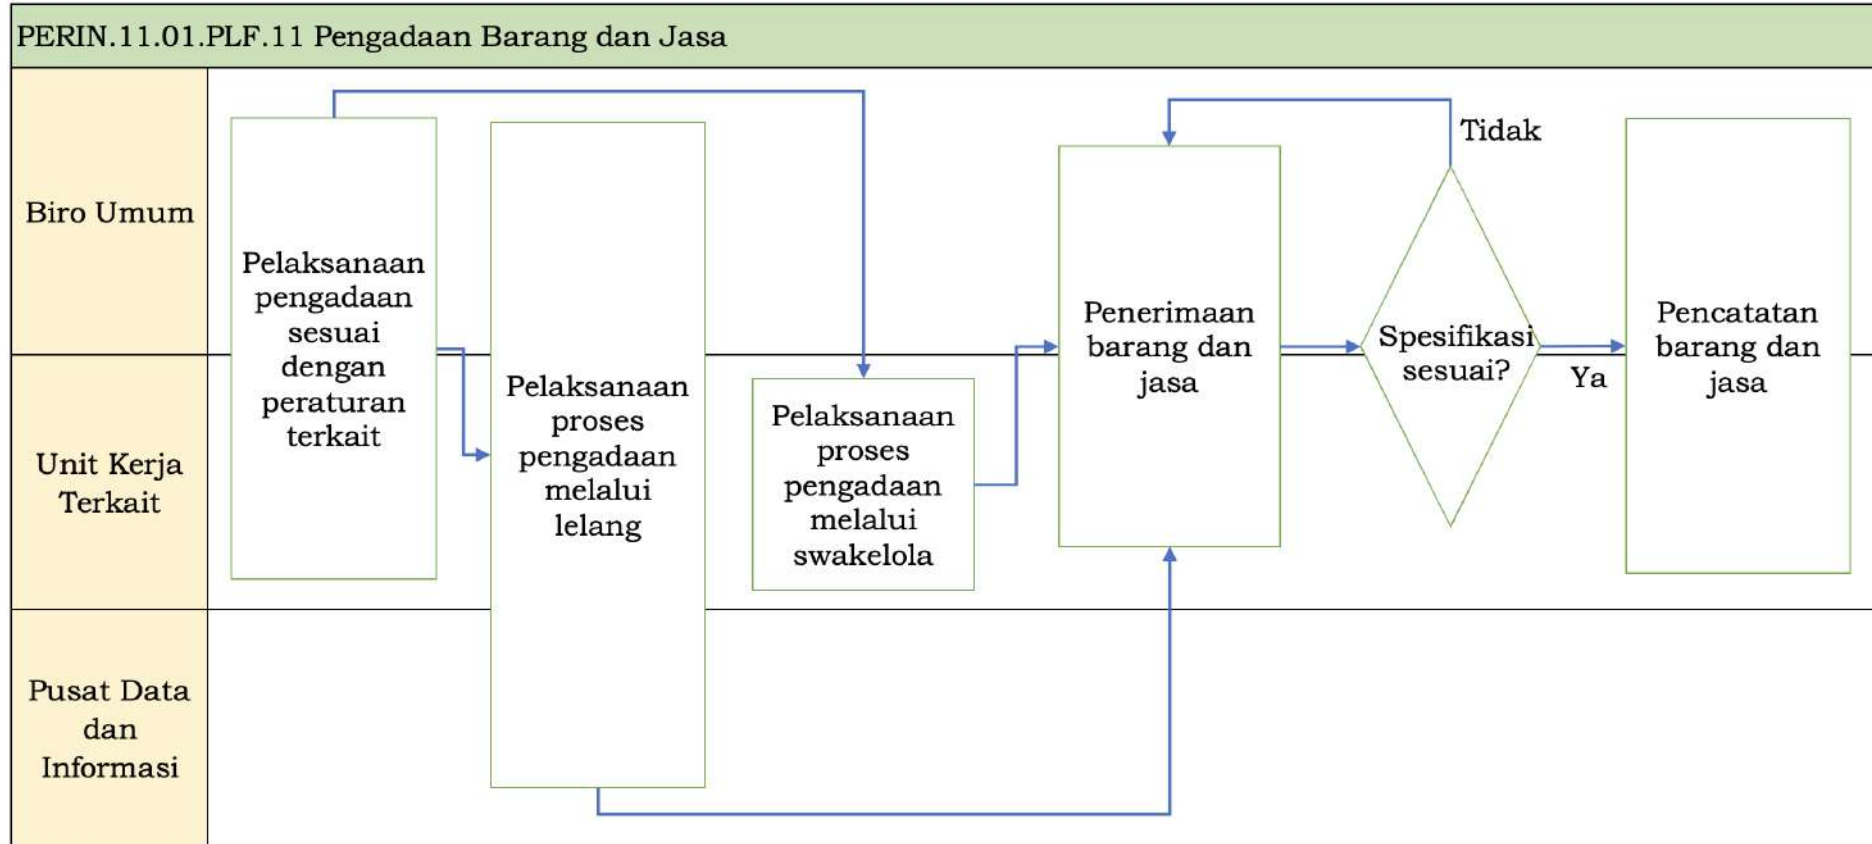 PERIN.11.01.PLF.11 Pengadaan Barang dan Jasa
Biro Umum
Pelaksanaan
pengadaan
sesuai
dengan
peraturan
terkait
Pelaksanaan
proses
pengadaan
melalui
lelang
Pelaksanaan
proses
pengadaan
melalui
swakelola
Penerimaan
barang dan
jasa
Spesifikasi
sesuai?
Tidak
Ya
Pencatatan
barang dan
jasa
Unit Kerja
Terkait
Pusat Data
dan
Informasi